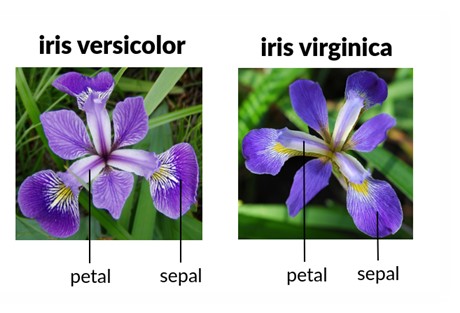 iris versicolor
iris virginica
petal
sepal
petal
sepal